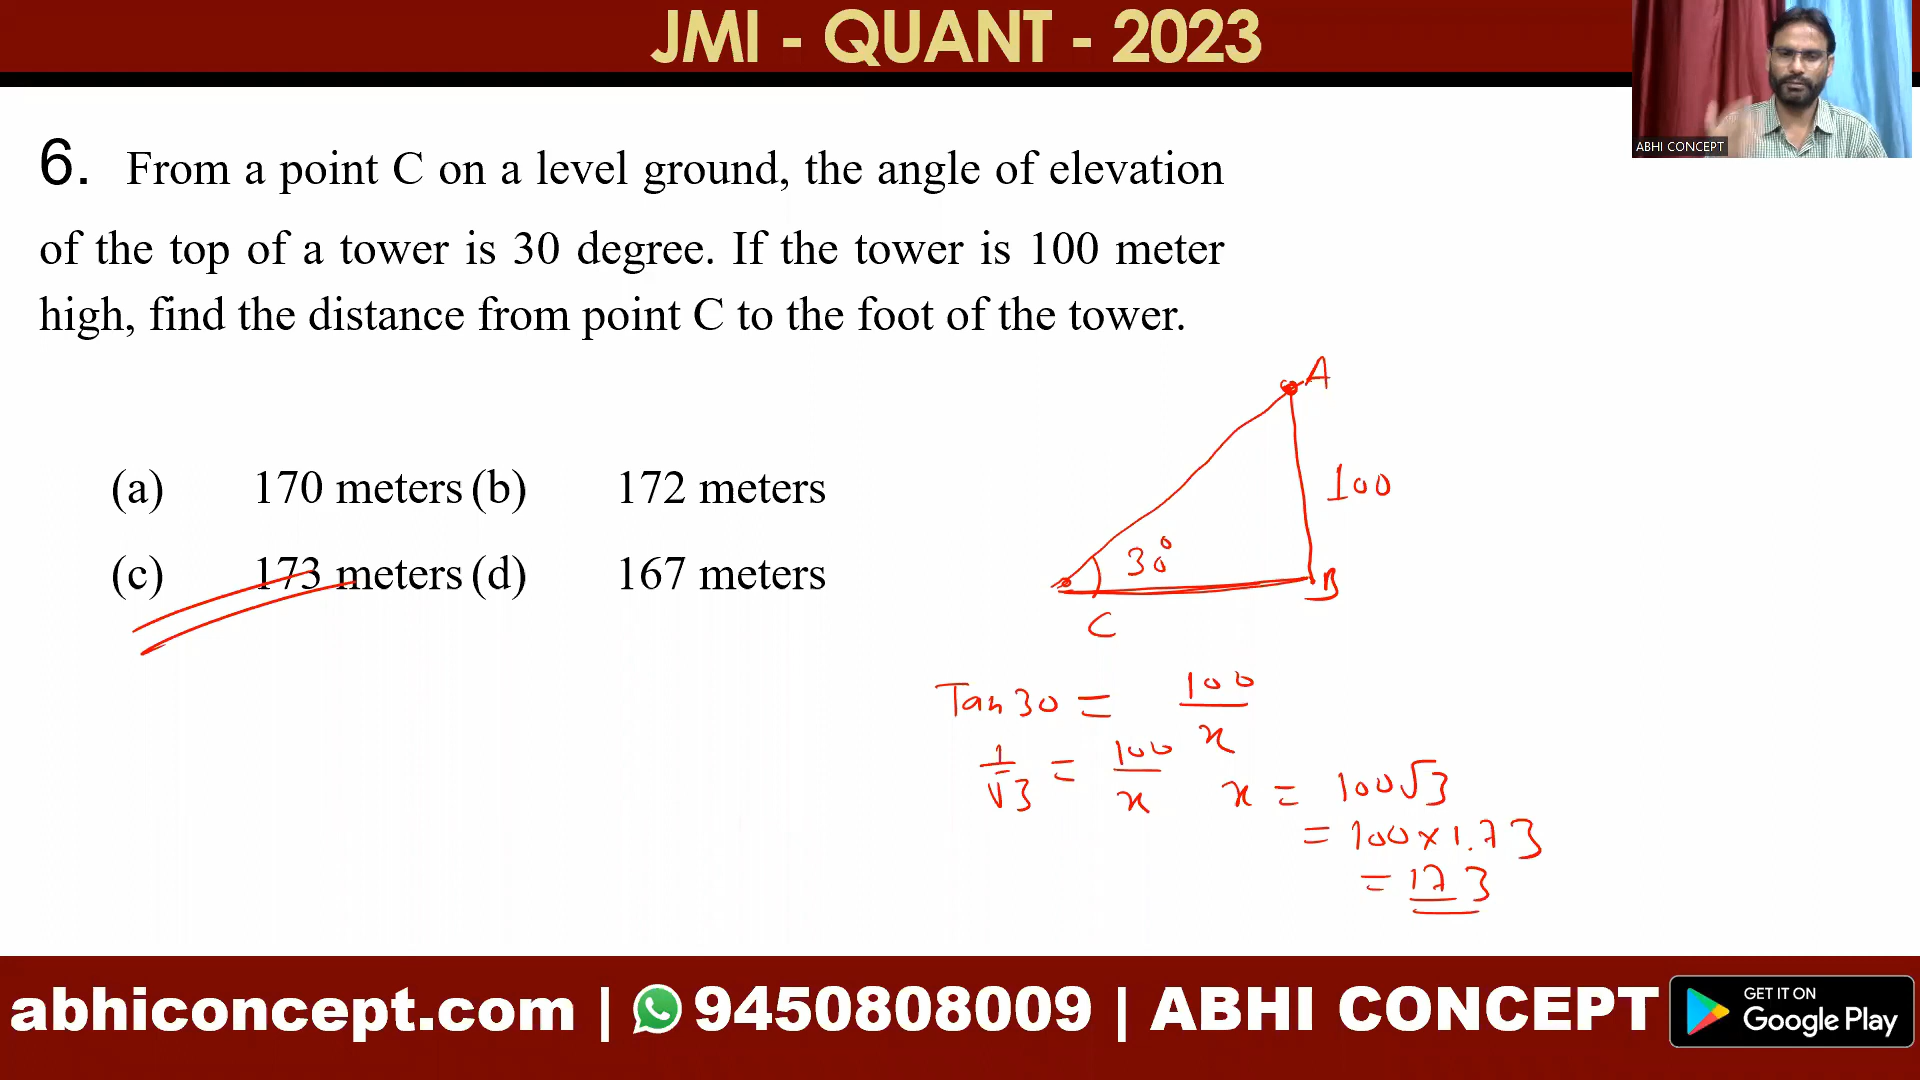 JMI - QUANT - 2023
ABHI CONCEPT
6. From a point C on a level ground, the angle of elevation
of the top of a tower is 30 degree. If the tower is 100 meter
high, find the distance from point C to the foot of the tower.
(a) 170 meters (b) 172 meters
(c) 173 meters (d) 167 meters
A
100
30°
B
C
Tan 30 = 100/x
1/√3 = 100/x
x = 100√3
= 100 × 1.73
= 173
abhiconcept.com | 9450808009 | ABHI CONCEPT
GET IT ON
Google Play